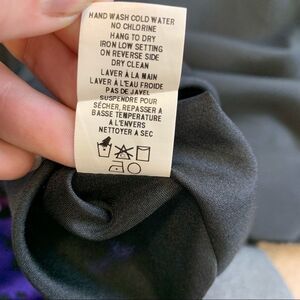 HAND WASH COLD WATER
NO CHLORINE
HANG TO DRY
IRON LOW SETTING
ON REVERSE SIDE
DRY CLEAN
LAVER À LA MAIN
LAVER À L'EAU FROIDE
PAS DE JAVEL
SUSPENDRE POUR
SÉCHER, REPASSER A
BASSE TEMPERATURE
A L'ENVERS
NETTOYER A SEC